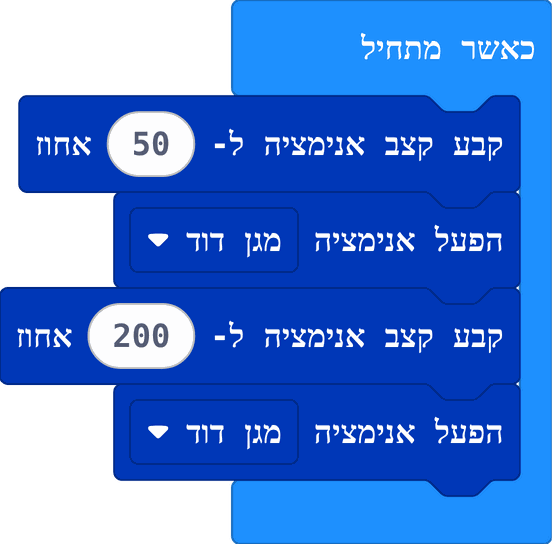 כאשר מתחיל
קבע קצב אנימציה ל- 50 אחוז
הפעל אנימציה מגן דוד
קבע קצב אנימציה ל- 200 אחוז
הפעל אנימציה מגן דוד